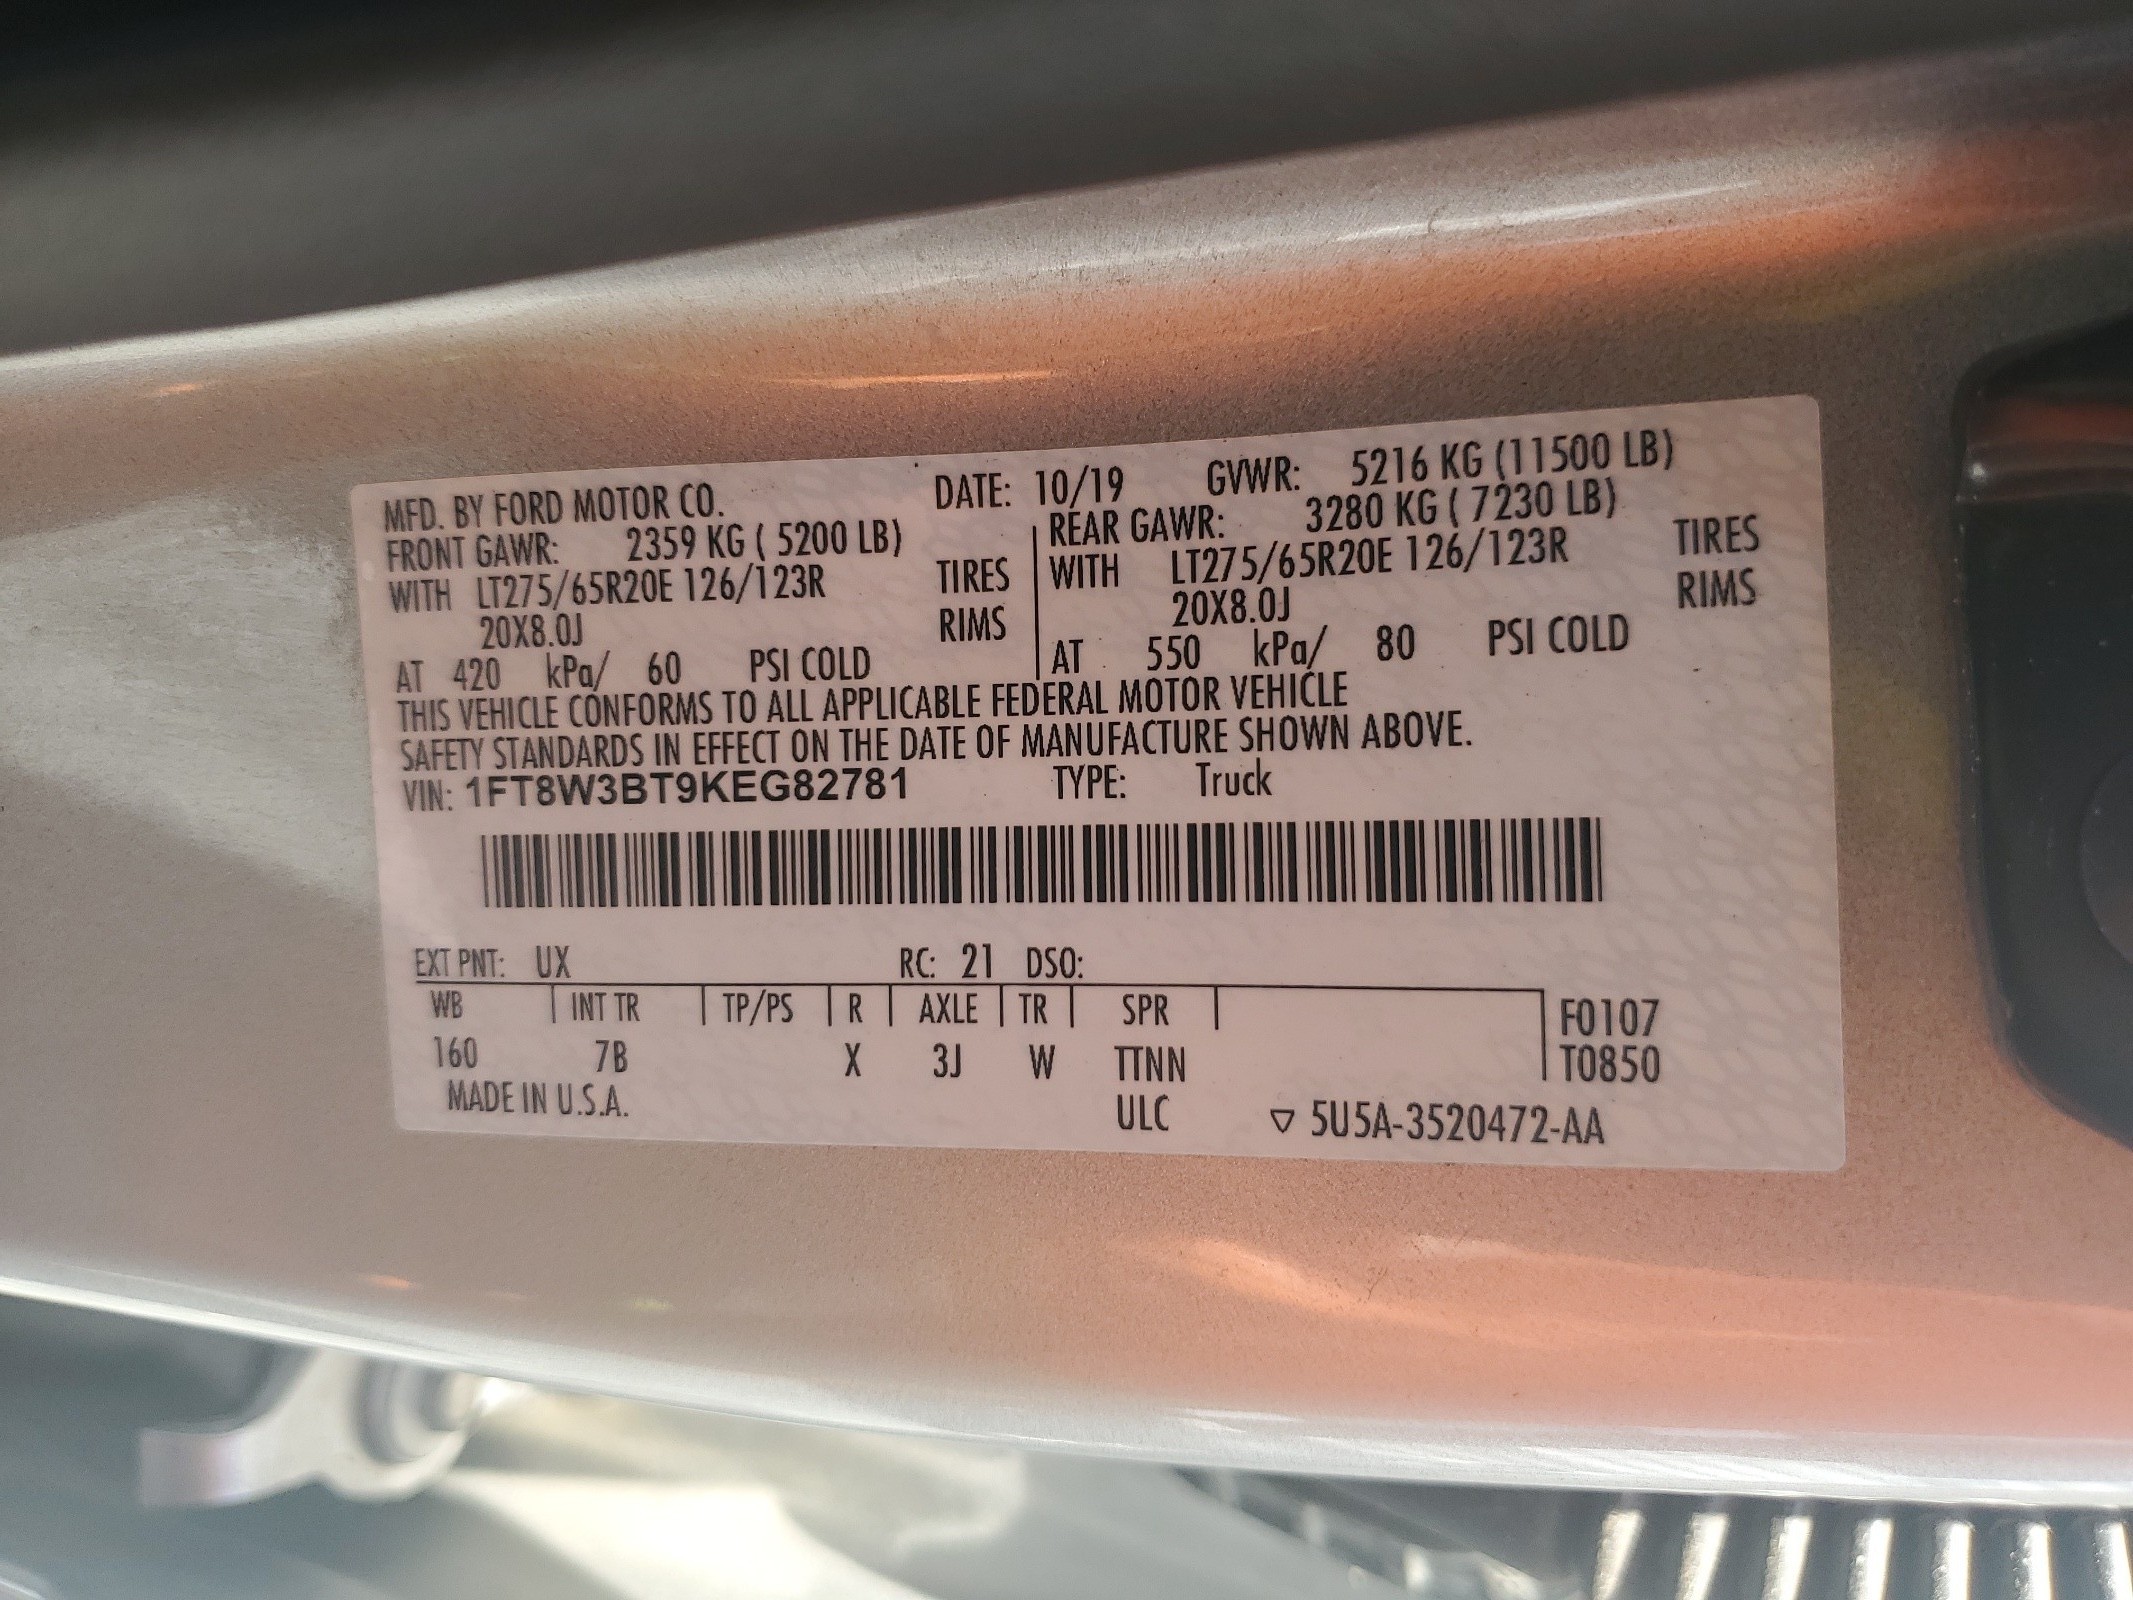 MFD. BY FORD MOTOR CO. DATE: 10/19 GVWR: 5216 KG (11500 LB)
FRONT GAWR: 2359 KG ( 5200 LB) REAR GAWR: 3280 KG ( 7230 LB)
WITH LT275/65R20E 126/123R TIRES WITH LT275/65R20E 126/123R TIRES
20X8.0J RIMS 20X8.0J RIMS
AT 420 kPa/ 60 PSI COLD AT 550 kPa/ 80 PSI COLD
THIS VEHICLE CONFORMS TO ALL APPLICABLE FEDERAL MOTOR VEHICLE
SAFETY STANDARDS IN EFFECT ON THE DATE OF MANUFACTURE SHOWN ABOVE.
VIN: 1FT8W3BT9KEG82781 TYPE: Truck
EXT PNT: UX RC: 21 DSO:
WB INT TR TP/PS R AXLE TR SPR F0107
160 7B X 3J W TTNN T0850
MADE IN U.S.A. ULC ▽ 5U5A-3520472-AA